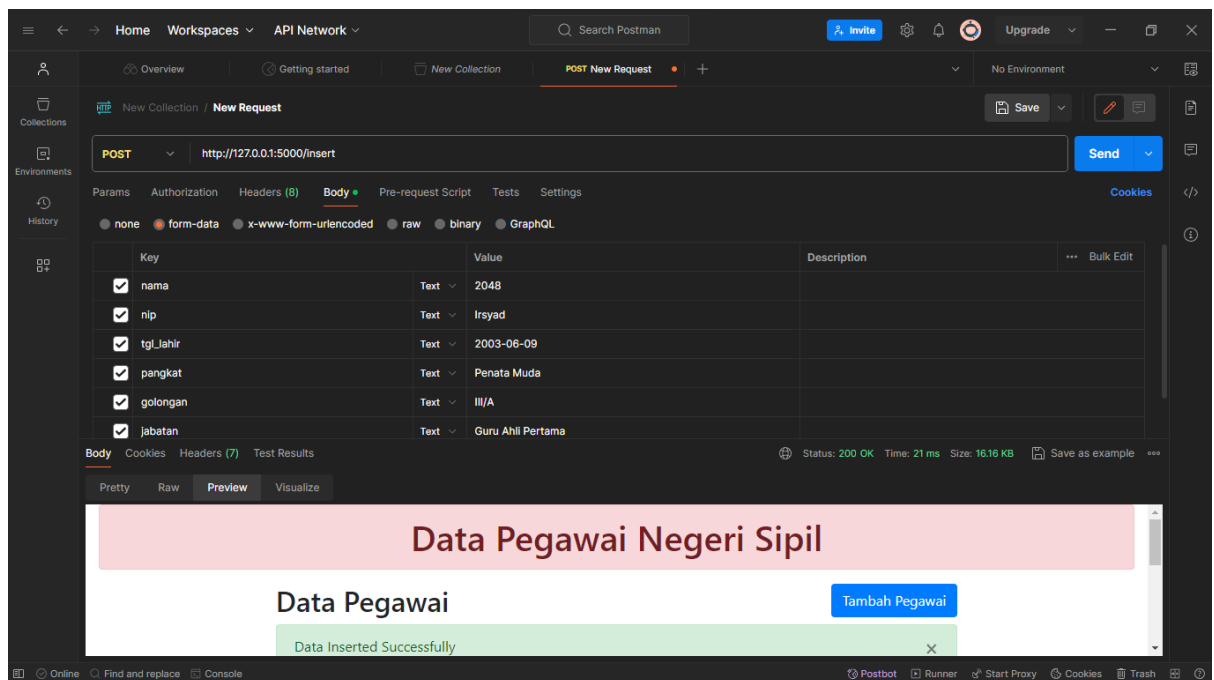 Home Workspaces API Network Search Postman Invite Upgrade
Overview Getting started New Collection POST New Request No Environment
HTTP New Collection / New Request Save
Collections
Environments
History
POST http://127.0.0.1:5000/insert Send
Params Authorization Headers (8) Body Pre-request Script Tests Settings Cookies
none form-data x-www-form-urlencoded raw binary GraphQL
Key Value Description Bulk Edit
nama Text 2048
nip Text Irsyad
tgl_lahir Text 2003-06-09
pangkat Text Penata Muda
golongan Text III/A
jabatan Text Guru Ahli Pertama
Body Cookies Headers (7) Test Results Status: 200 OK Time: 21 ms Size: 16.16 KB Save as example
Pretty Raw Preview Visualize
Data Pegawai Negeri Sipil
Data Pegawai Tambah Pegawai
Data Inserted Successfully ×
Online Find and replace Console Postbot Runner Start Proxy Cookies Trash